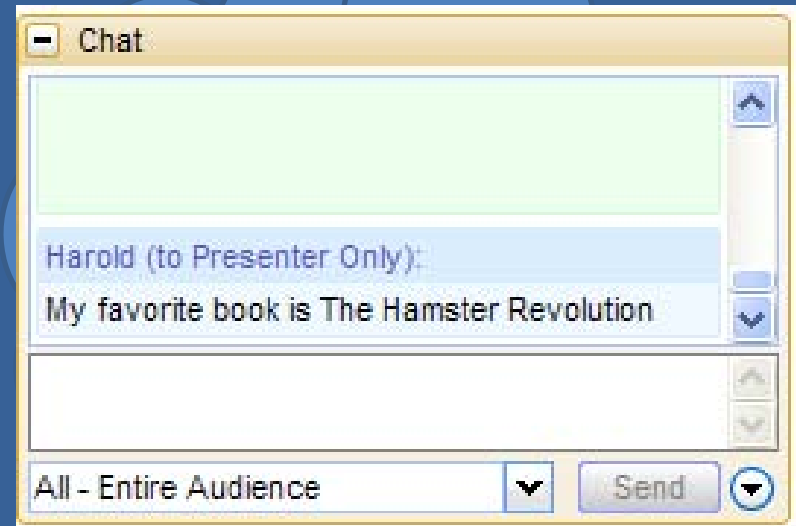 Chat
Harold (to Presenter Only):
My favorite book is The Hamster Revolution
All - Entire Audience
Send